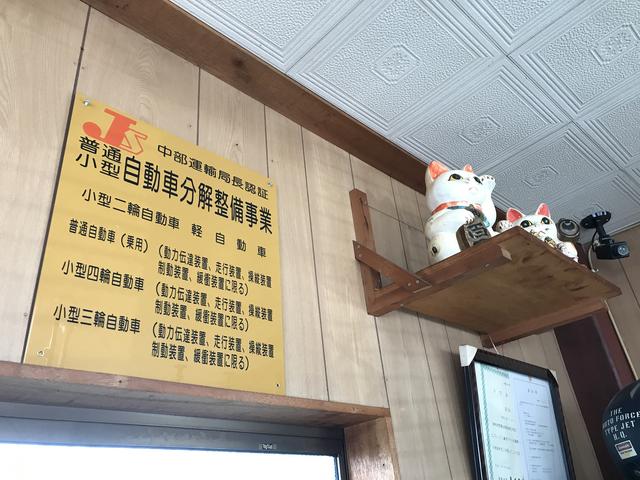 JS 中部運輸局長認証
普通
小型 自動車分解整備事業
小型二輪自動車 軽自動車
普通自動車（乗用）（動力伝達装置、走行装置、操縦装置
制動装置、緩衝装置に限る）
小型四輪自動車（動力伝達装置、走行装置、操縦装置
制動装置、緩衝装置に限る）
小型三輪自動車（動力伝達装置、走行装置、操縦装置
制動装置、緩衝装置に限る）
THE
TYPE JET
H.Q.